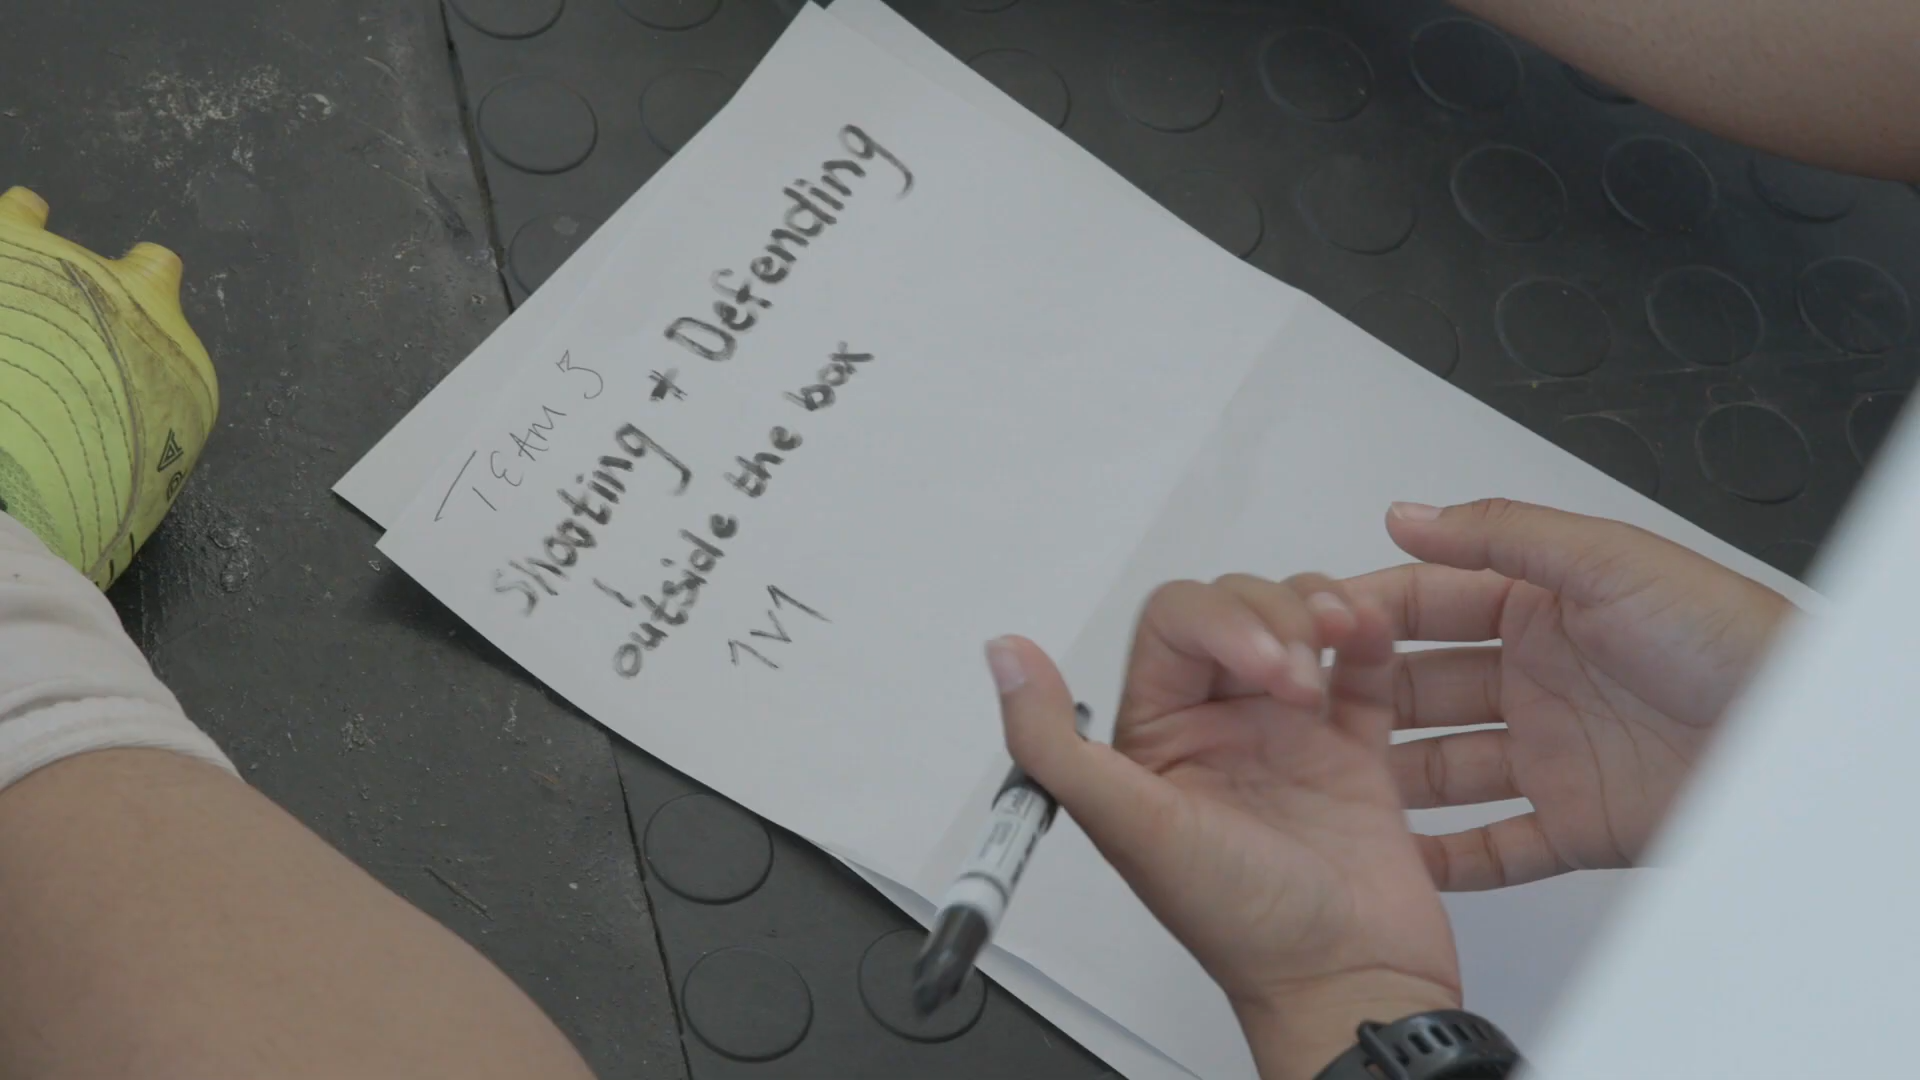 TEAM 3
Shooting + Defending
outside the box
1v1